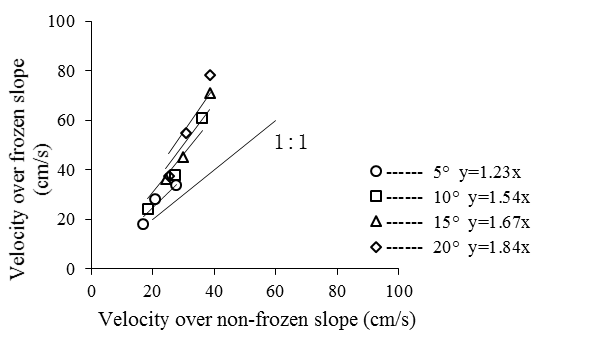 Velocity over frozen slope
(cm/s)
100
80
60
40
20
0
1:1
5° y=1.23x
10° y=1.54x
15° y=1.67x
20° y=1.84x
0 20 40 60 80 100
Velocity over non-frozen slope (cm/s)